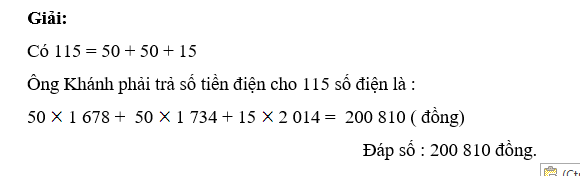 Giải:
Có 115 = 50 + 50 + 15
Ông Khánh phải trả số tiền điện cho 115 số điện là :
50 × 1 678 + 50 × 1 734 + 15 × 2 014 = 200 810 ( đồng)
Đáp số : 200 810 đồng.